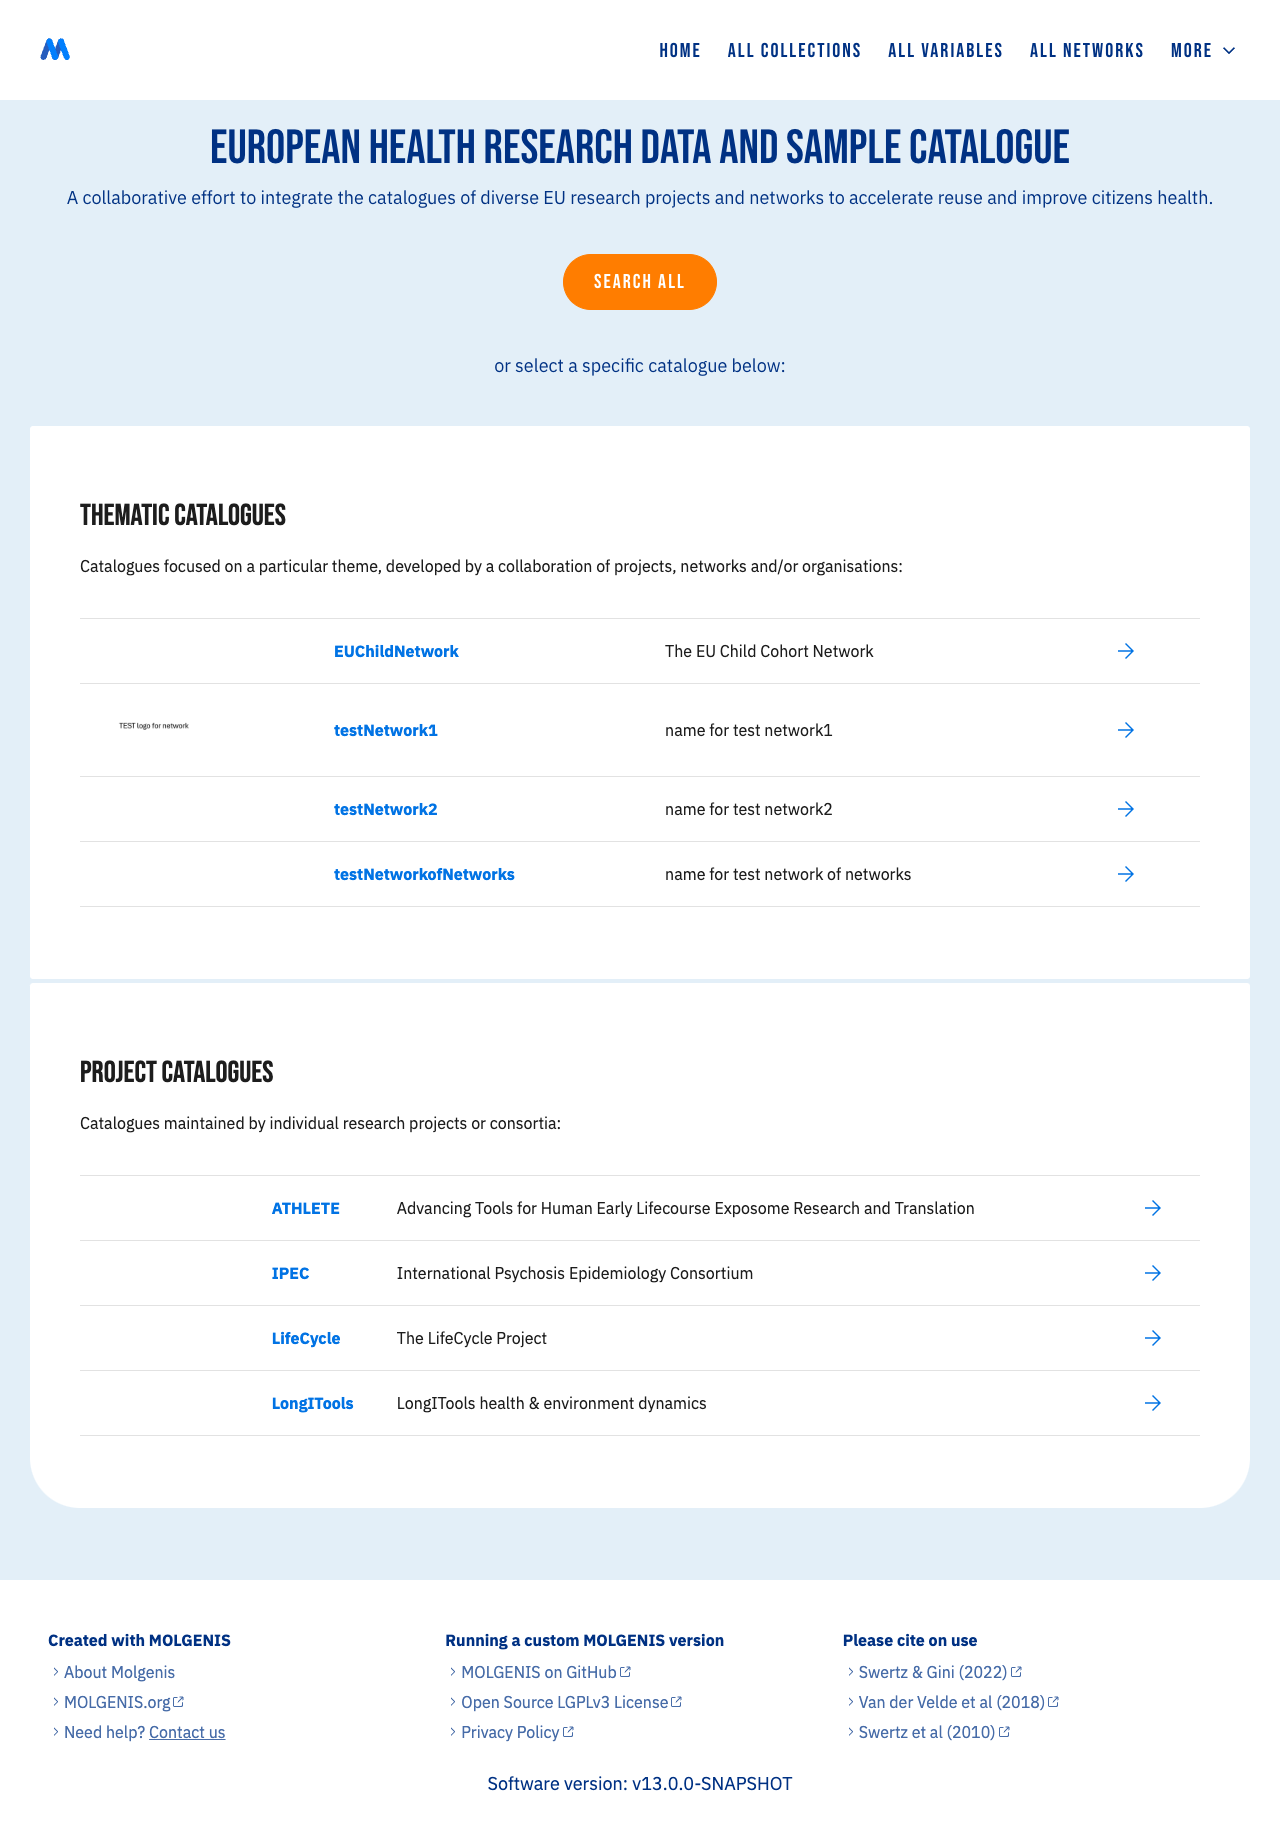 HOME ALL COLLECTIONS ALL VARIABLES ALL NETWORKS MORE
EUROPEAN HEALTH RESEARCH DATA AND SAMPLE CATALOGUE
A collaborative effort to integrate the catalogues of diverse EU research projects and networks to accelerate reuse and improve citizens health.
SEARCH ALL
or select a specific catalogue below:
THEMATIC CATALOGUES
Catalogues focused on a particular theme, developed by a collaboration of projects, networks and/or organisations:
EUChildNetwork The EU Child Cohort Network
TEST logo for network testNetwork1 name for test network1
testNetwork2 name for test network2
testNetworkofNetworks name for test network of networks
PROJECT CATALOGUES
Catalogues maintained by individual research projects or consortia:
ATHLETE Advancing Tools for Human Early Lifecourse Exposome Research and Translation
IPEC International Psychosis Epidemiology Consortium
LifeCycle The LifeCycle Project
LongITools LongITools health & environment dynamics
Created with MOLGENIS
About Molgenis
MOLGENIS.org
Need help? Contact us
Running a custom MOLGENIS version
MOLGENIS on GitHub
Open Source LGPLv3 License
Privacy Policy
Please cite on use
Swertz & Gini (2022)
Van der Velde et al (2018)
Swertz et al (2010)
Software version: v13.0.0-SNAPSHOT